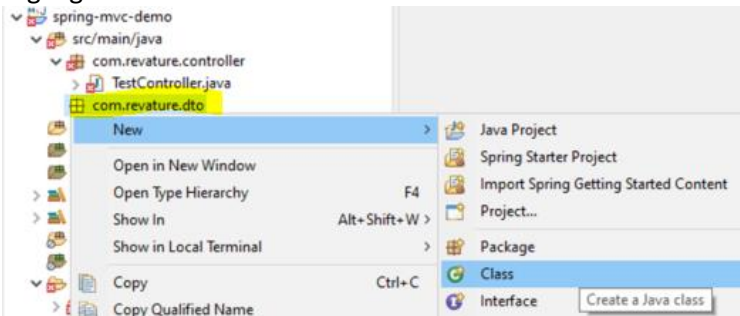 spring-mvc-demo
src/main/java
com.revature.controller
TestController.java
com.revature.dto
New
Open in New Window
Open Type Hierarchy F4
Show In Alt+Shift+W >
Show in Local Terminal
Copy Ctrl+C
Copy Qualified Name
Java Project
Spring Starter Project
Import Spring Getting Started Content
Project...
Package
Class
Interface
Create a Java class